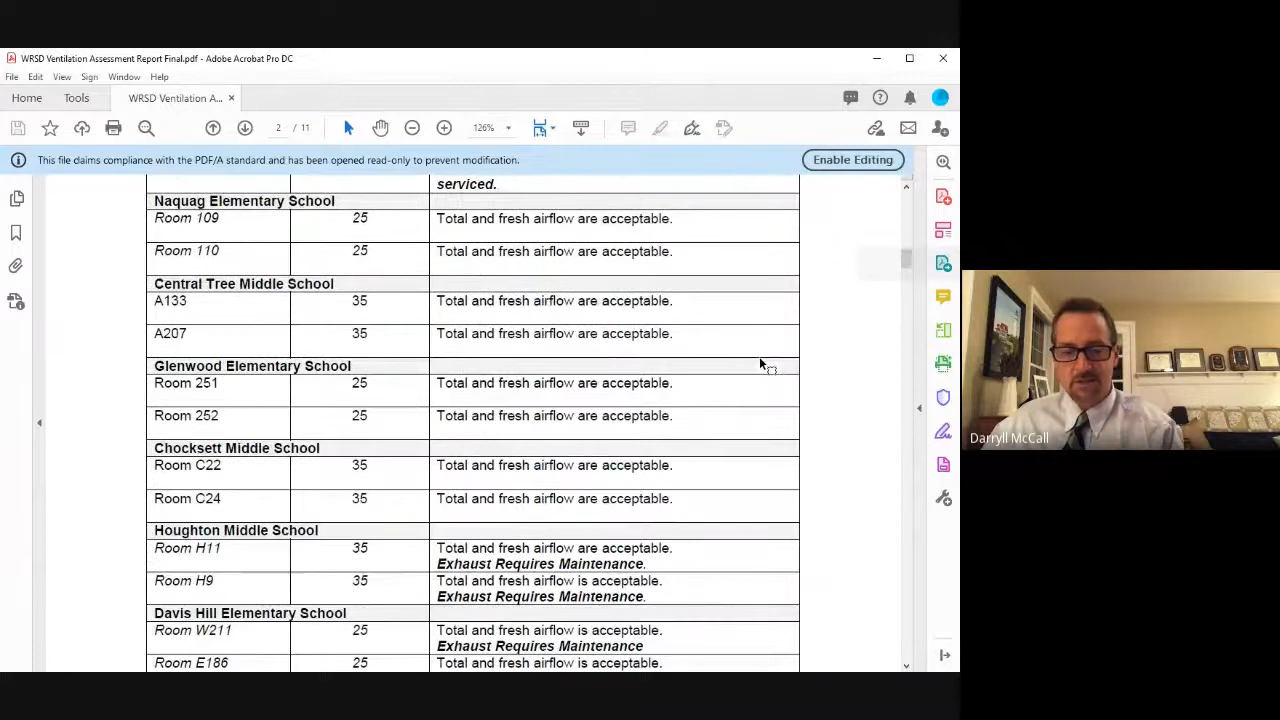 WRSD Ventilation Assessment Report Final.pdf - Adobe Acrobat Pro DC
File Edit View Sign Window Help
Home Tools WRSD Ventilation A... ×
2 / 11 126%
This file claims compliance with the PDF/A standard and has been opened read-only to prevent modification. Enable Editing
serviced.
Naquag Elementary School
Room 109 25 Total and fresh airflow are acceptable.
Room 110 25 Total and fresh airflow are acceptable.
Central Tree Middle School
A133 35 Total and fresh airflow are acceptable.
A207 35 Total and fresh airflow are acceptable.
Glenwood Elementary School
Room 251 25 Total and fresh airflow are acceptable.
Room 252 25 Total and fresh airflow are acceptable.
Chocksett Middle School
Room C22 35 Total and fresh airflow are acceptable.
Room C24 35 Total and fresh airflow are acceptable.
Houghton Middle School
Room H11 35 Total and fresh airflow are acceptable.
Exhaust Requires Maintenance.
Room H9 35 Total and fresh airflow is acceptable.
Exhaust Requires Maintenance.
Davis Hill Elementary School
Room W211 25 Total and fresh airflow is acceptable.
Exhaust Requires Maintenance
Room E186 25 Total and fresh airflow is acceptable.
Darryll McCall